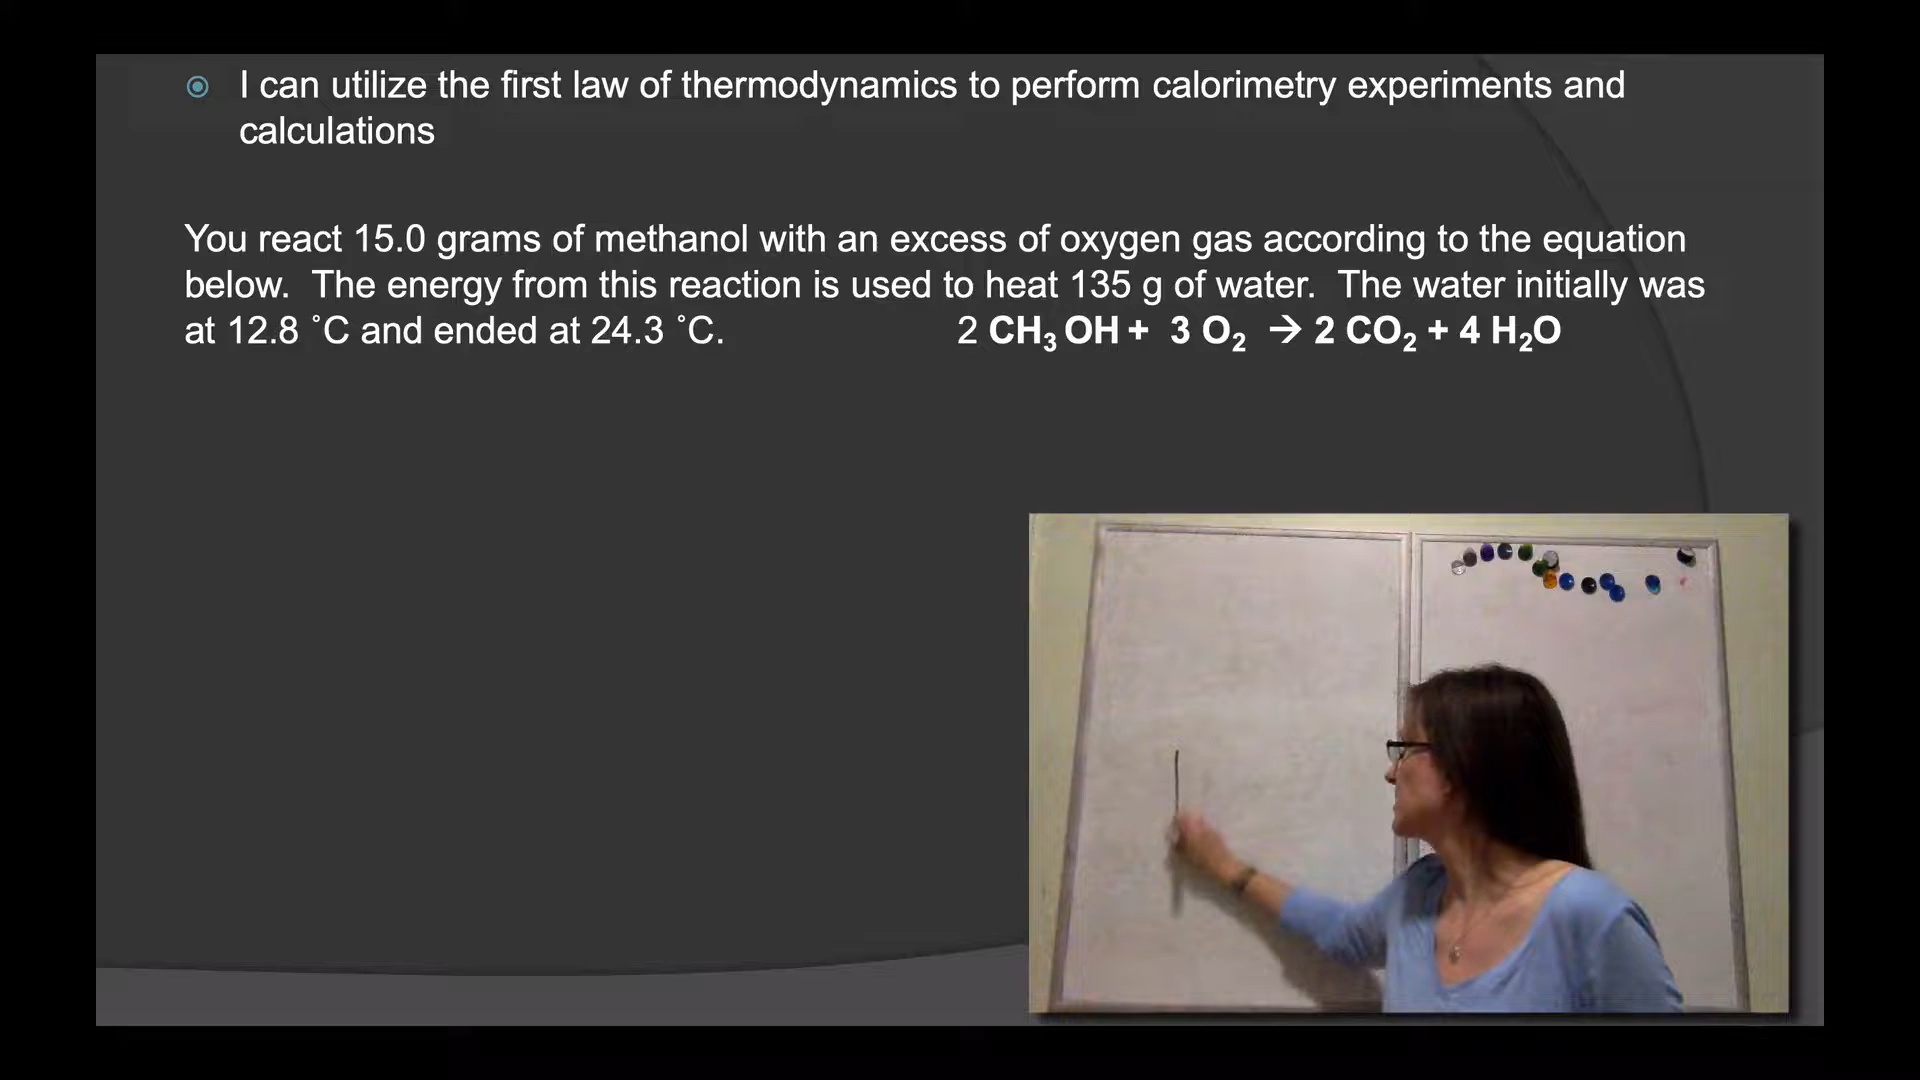 I can utilize the first law of thermodynamics to perform calorimetry experiments and
calculations
You react 15.0 grams of methanol with an excess of oxygen gas according to the equation
below. The energy from this reaction is used to heat 135 g of water. The water initially was
at 12.8 ˚C and ended at 24.3 ˚C. 2 CH₃ OH + 3 O₂ → 2 CO₂ + 4 H₂O